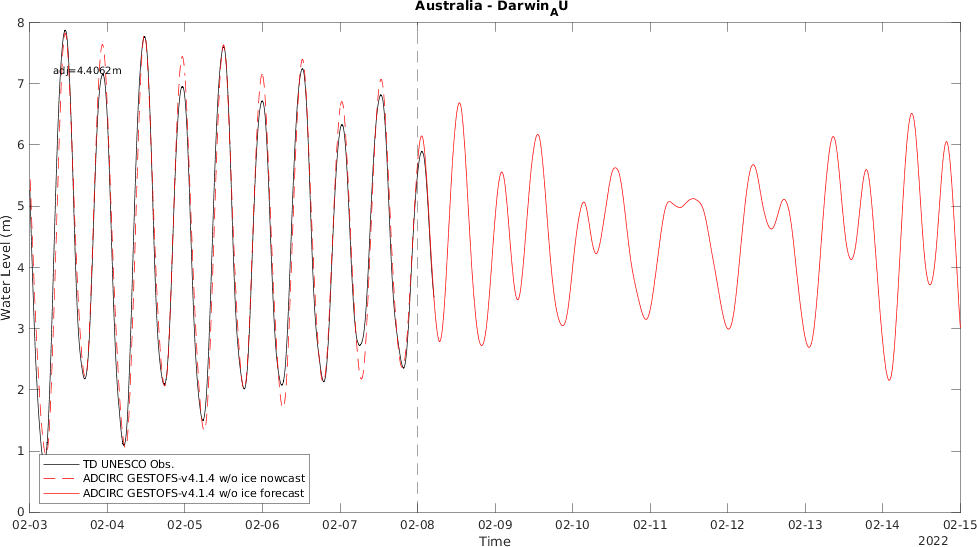 Australia - Darwin_AU
8
7
6
5
4
3
2
1
0
Water Level (m)
adj=4.4062m
TD UNESCO Obs.
ADCIRC GESTOFS-v4.1.4 w/o ice nowcast
ADCIRC GESTOFS-v4.1.4 w/o ice forecast
02-03 02-04 02-05 02-06 02-07 02-08 02-09 02-10 02-11 02-12 02-13 02-14 02-15
Time
2022